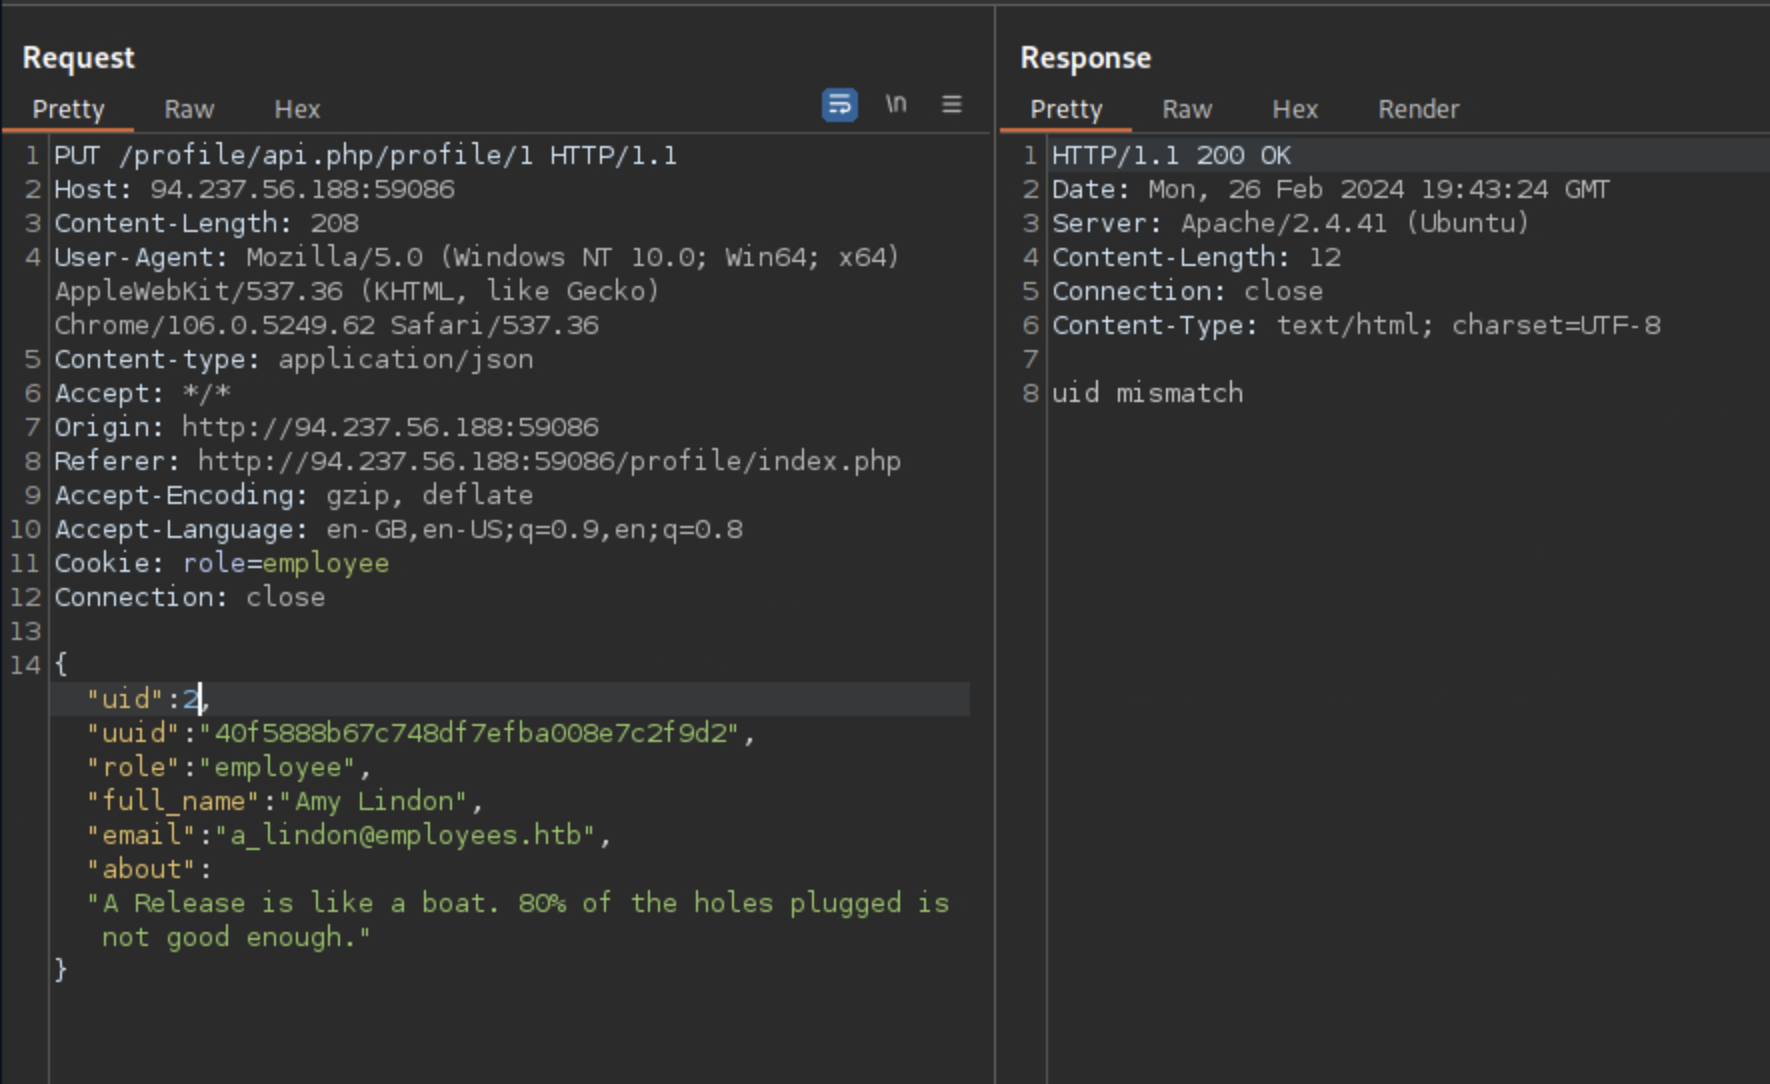 Request
Pretty Raw Hex \n
1 PUT /profile/api.php/profile/1 HTTP/1.1
2 Host: 94.237.56.188:59086
3 Content-Length: 208
4 User-Agent: Mozilla/5.0 (Windows NT 10.0; Win64; x64)
AppleWebKit/537.36 (KHTML, like Gecko)
Chrome/106.0.5249.62 Safari/537.36
5 Content-type: application/json
6 Accept: */*
7 Origin: http://94.237.56.188:59086
8 Referer: http://94.237.56.188:59086/profile/index.php
9 Accept-Encoding: gzip, deflate
10 Accept-Language: en-GB,en-US;q=0.9,en;q=0.8
11 Cookie: role=employee
12 Connection: close
13
14 {
"uid":2,
"uuid":"40f5888b67c748df7efba008e7c2f9d2",
"role":"employee",
"full_name":"Amy Lindon",
"email":"a_lindon@employees.htb",
"about":
"A Release is like a boat. 80% of the holes plugged is
not good enough."
}
Response
Pretty Raw Hex Render
1 HTTP/1.1 200 OK
2 Date: Mon, 26 Feb 2024 19:43:24 GMT
3 Server: Apache/2.4.41 (Ubuntu)
4 Content-Length: 12
5 Connection: close
6 Content-Type: text/html; charset=UTF-8
7
8 uid mismatch